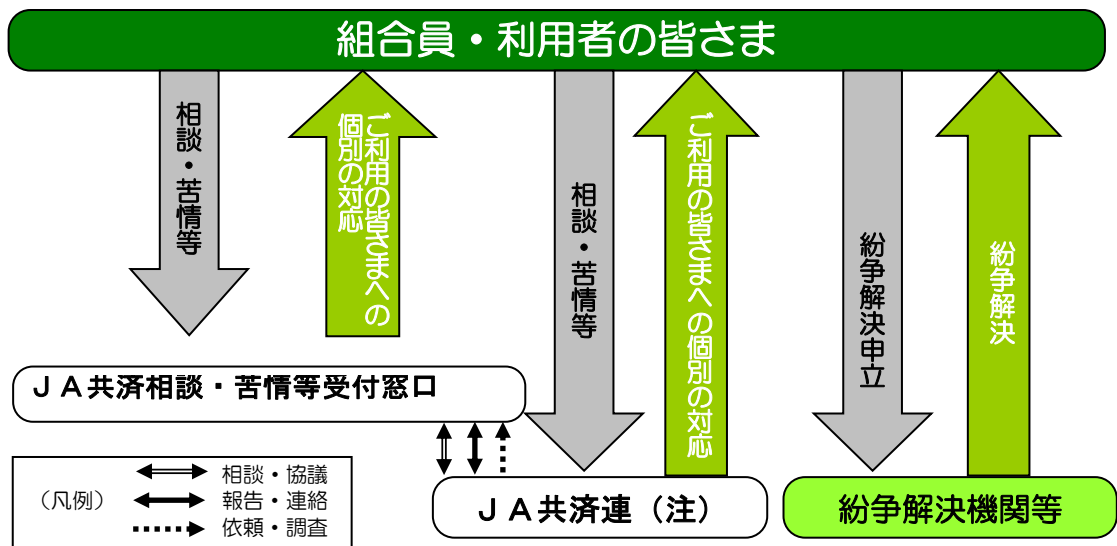 組合員・利用者の皆さま
相談・苦情等
ご利用の皆さまへの
個別の対応
相談・苦情等
ご利用の皆さまへの個別の対応
紛争解決申立
紛争解決
ＪＡ共済相談・苦情等受付窓口
ＪＡ共済連（注）
紛争解決機関等
（凡例）
相談・協議
報告・連絡
依頼・調査